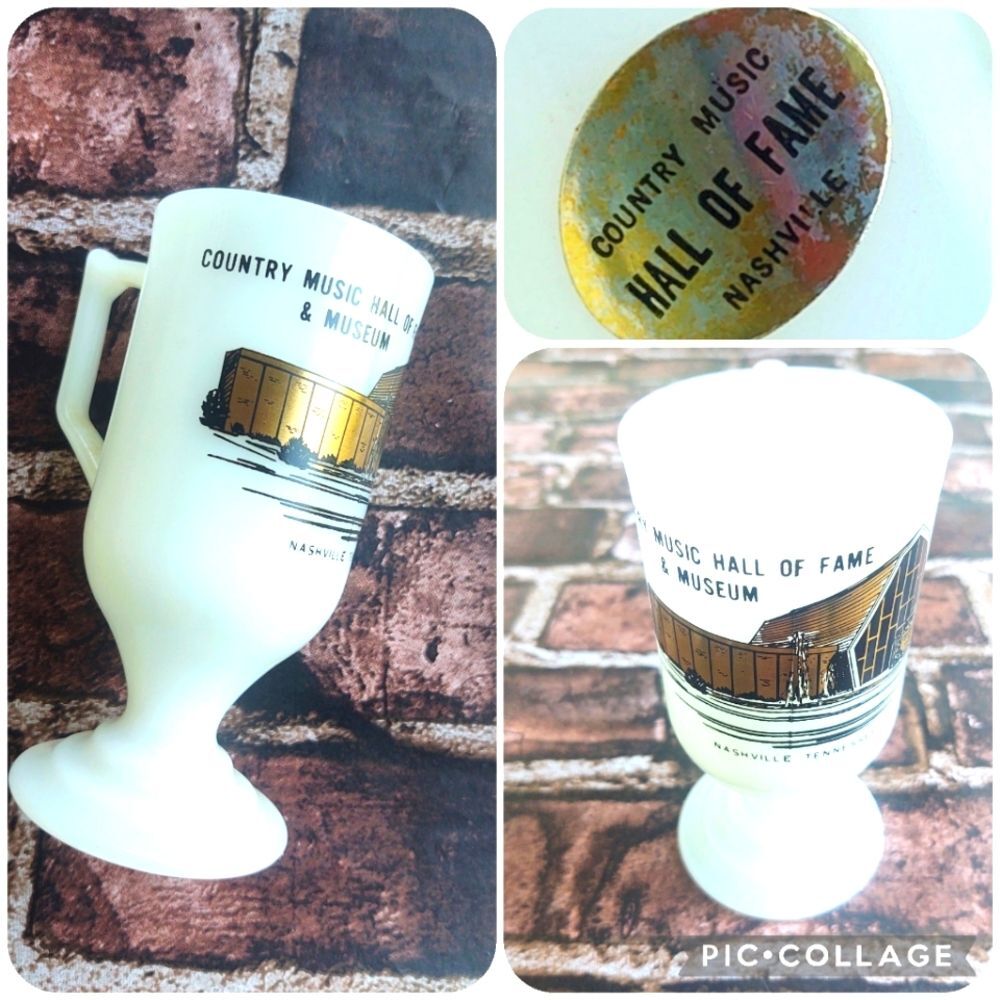 COUNTRY MUSIC HALL OF
& MUSEUM
NASHVILLE
COUNTRY MUSIC
HALL OF FAME
NASHVILLE
MUSIC HALL OF FAME
& MUSEUM
NASHVILLE TENNESSEE
PIC•COLLAGE